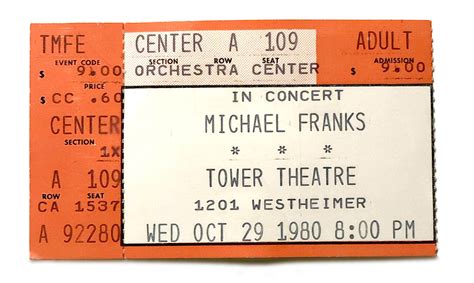 TMFE
EVENT CODE
$ 9.00
PRICE
$ CC .60
CENTER
SECTION
1X
A 109
ROW SEAT
CA 1537
A 92280
CENTER A 109 ADULT
SECTION ROW SEAT ADMISSION
ORCHESTRA CENTER $ 9.00
IN CONCERT
MICHAEL FRANKS
* * *
TOWER THEATRE
1201 WESTHEIMER
WED OCT 29 1980 8:00 PM